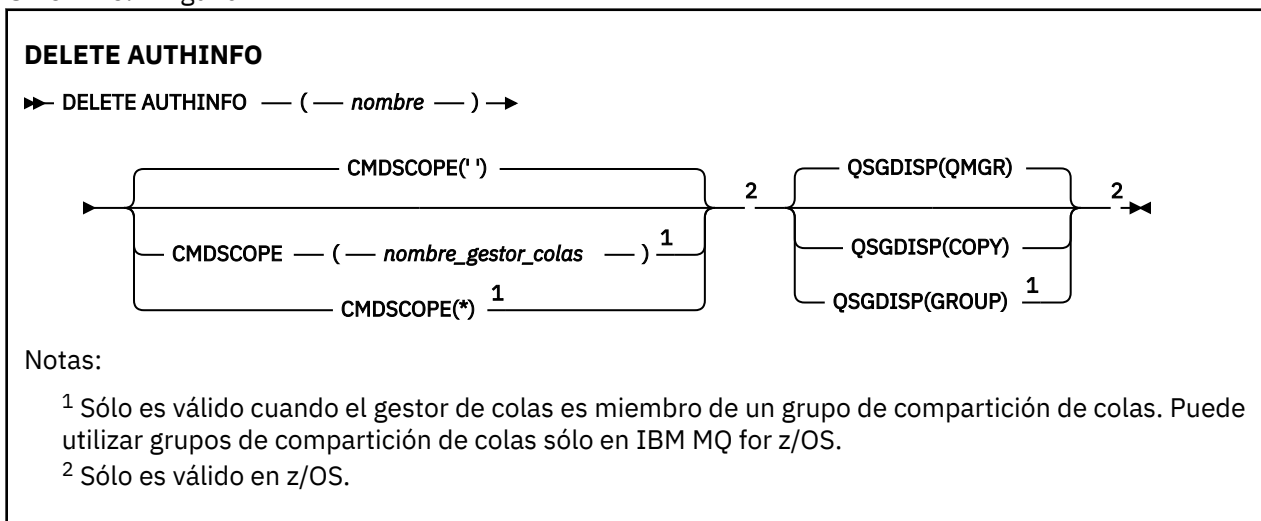 DELETE AUTHINFO
DELETE AUTHINFO ( nombre )
CMDSCOPE(' ')
2
QSGDISP(QMGR)
2
CMDSCOPE ( nombre_gestor_colas ) 1
QSGDISP(COPY)
CMDSCOPE(*) 1
QSGDISP(GROUP) 1
Notas:
1 Sólo es válido cuando el gestor de colas es miembro de un grupo de compartición de colas. Puede
utilizar grupos de compartición de colas sólo en IBM MQ for z/OS.
2 Sólo es válido en z/OS.